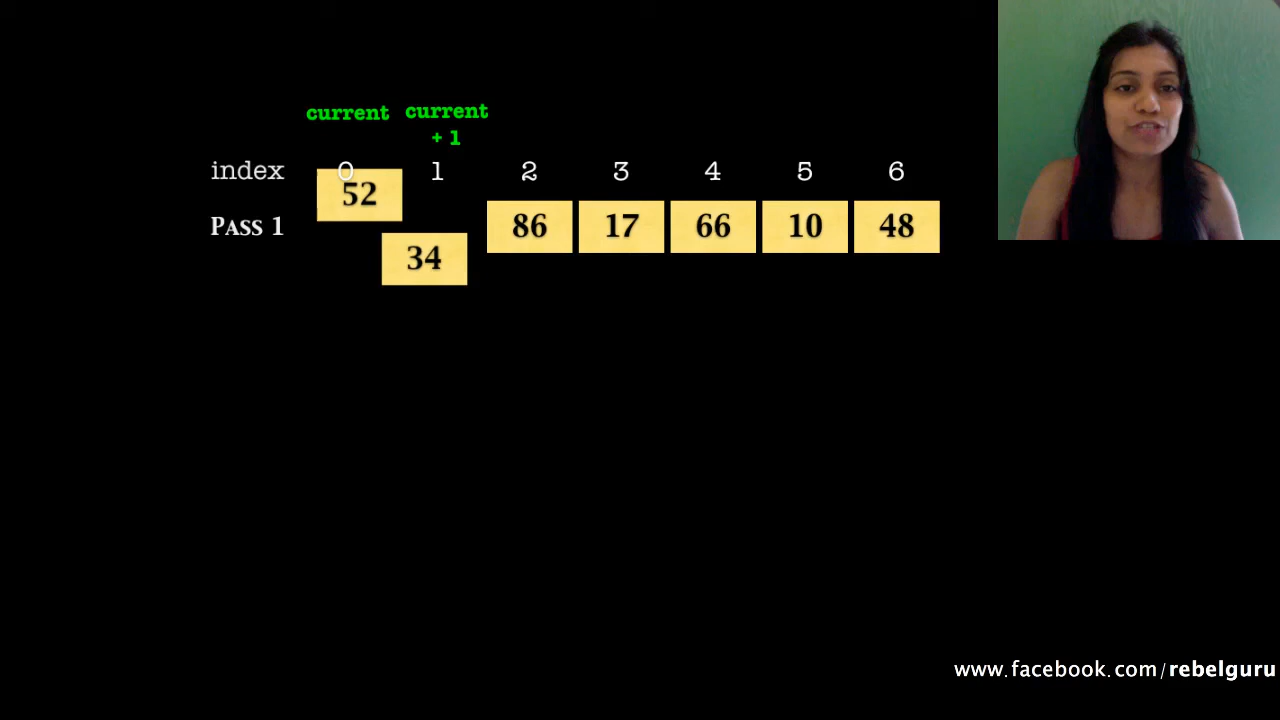 current current
+ 1
index 0 1 2 3 4 5 6
52
PASS 1 86 17 66 10 48
34
www.facebook.com/rebelguru